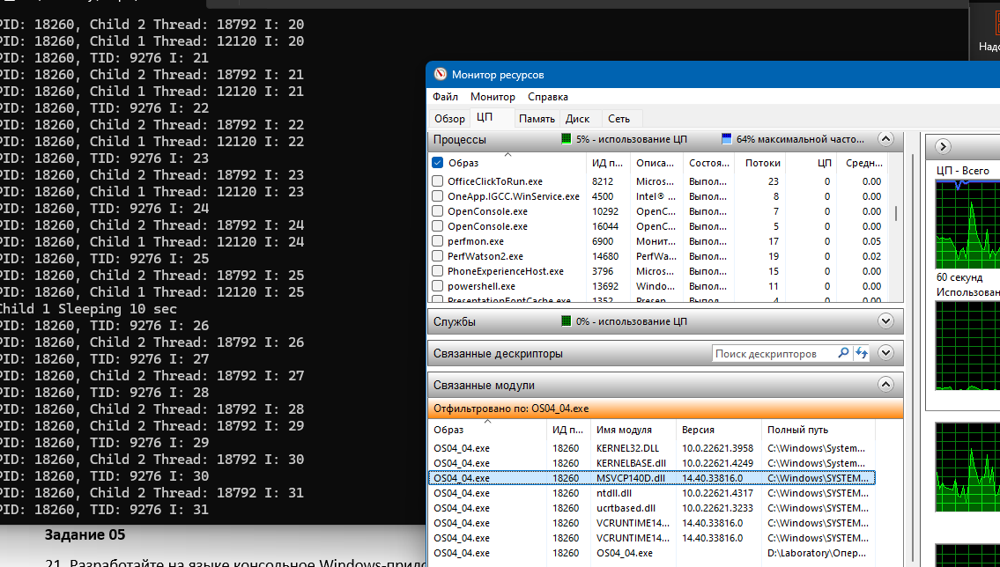 PID: 18260, Child 2 Thread: 18792 I: 20
PID: 18260, Child 1 Thread: 12120 I: 20
PID: 18260, TID: 9276 I: 21
PID: 18260, Child 2 Thread: 18792 I: 21
PID: 18260, Child 1 Thread: 12120 I: 21
PID: 18260, TID: 9276 I: 22
PID: 18260, Child 2 Thread: 18792 I: 22
PID: 18260, Child 1 Thread: 12120 I: 22
PID: 18260, TID: 9276 I: 23
PID: 18260, Child 2 Thread: 18792 I: 23
PID: 18260, Child 1 Thread: 12120 I: 23
PID: 18260, TID: 9276 I: 24
PID: 18260, Child 2 Thread: 18792 I: 24
PID: 18260, Child 1 Thread: 12120 I: 24
PID: 18260, TID: 9276 I: 25
PID: 18260, Child 2 Thread: 18792 I: 25
PID: 18260, Child 1 Thread: 12120 I: 25
Child 1 Sleeping 10 sec
PID: 18260, TID: 9276 I: 26
PID: 18260, Child 2 Thread: 18792 I: 26
PID: 18260, TID: 9276 I: 27
PID: 18260, Child 2 Thread: 18792 I: 27
PID: 18260, TID: 9276 I: 28
PID: 18260, Child 2 Thread: 18792 I: 28
PID: 18260, Child 2 Thread: 18792 I: 29
PID: 18260, TID: 9276 I: 29
PID: 18260, Child 2 Thread: 18792 I: 30
PID: 18260, TID: 9276 I: 30
PID: 18260, Child 2 Thread: 18792 I: 31
PID: 18260, TID: 9276 I: 31
Задание 05
21. Разработайте на языке консольное Windows-прило
Надо
Монитор ресурсов
Файл Монитор Справка
Обзор ЦП Память Диск Сеть
Процессы 5% - использование ЦП 64% максимальной часто...
Образ ИД п... Описа... Состоя... Потоки ЦП Средн...
OfficeClickToRun.exe 8212 Micros... Выпол... 23 0 0.00
OneApp.IGCC.WinService.exe 4500 Intel® ... Выпол... 8 0 0.00
OpenConsole.exe 10292 OpenC... Выпол... 7 0 0.00
OpenConsole.exe 16044 OpenC... Выпол... 5 0 0.00
perfmon.exe 6900 Монит... Выпол... 17 0 0.05
PerfWatson2.exe 14680 PerfWa... Выпол... 19 0 0.02
PhoneExperienceHost.exe 3796 Micros... Выпол... 15 0 0.00
powershell.exe 13692 Windo... Выпол... 11 0 0.00
PresentationFontCache.exe 1352 Presen... Выпол... 4 0 0.00
Службы 0% - использование ЦП
Связанные дескрипторы Поиск дескрипторов
Связанные модули
Отфильтровано по: OS04_04.exe
Образ ИД п... Имя модуля Версия Полный путь
OS04_04.exe 18260 KERNEL32.DLL 10.0.22621.3958 C:\Windows\System...
OS04_04.exe 18260 KERNELBASE.dll 10.0.22621.4249 C:\Windows\System...
OS04_04.exe 18260 MSVCP140D.dll 14.40.33816.0 C:\Windows\SYSTEM...
OS04_04.exe 18260 ntdll.dll 10.0.22621.4317 C:\Windows\SYSTEM...
OS04_04.exe 18260 ucrtbased.dll 10.0.22621.3233 C:\Windows\SYSTEM...
OS04_04.exe 18260 VCRUNTIME14... 14.40.33816.0 C:\Windows\SYSTEM...
OS04_04.exe 18260 VCRUNTIME14... 14.40.33816.0 C:\Windows\SYSTEM...
OS04_04.exe 18260 OS04_04.exe D:\Laboratory\Опер...
ЦП - Всего
60 секунд
Использован